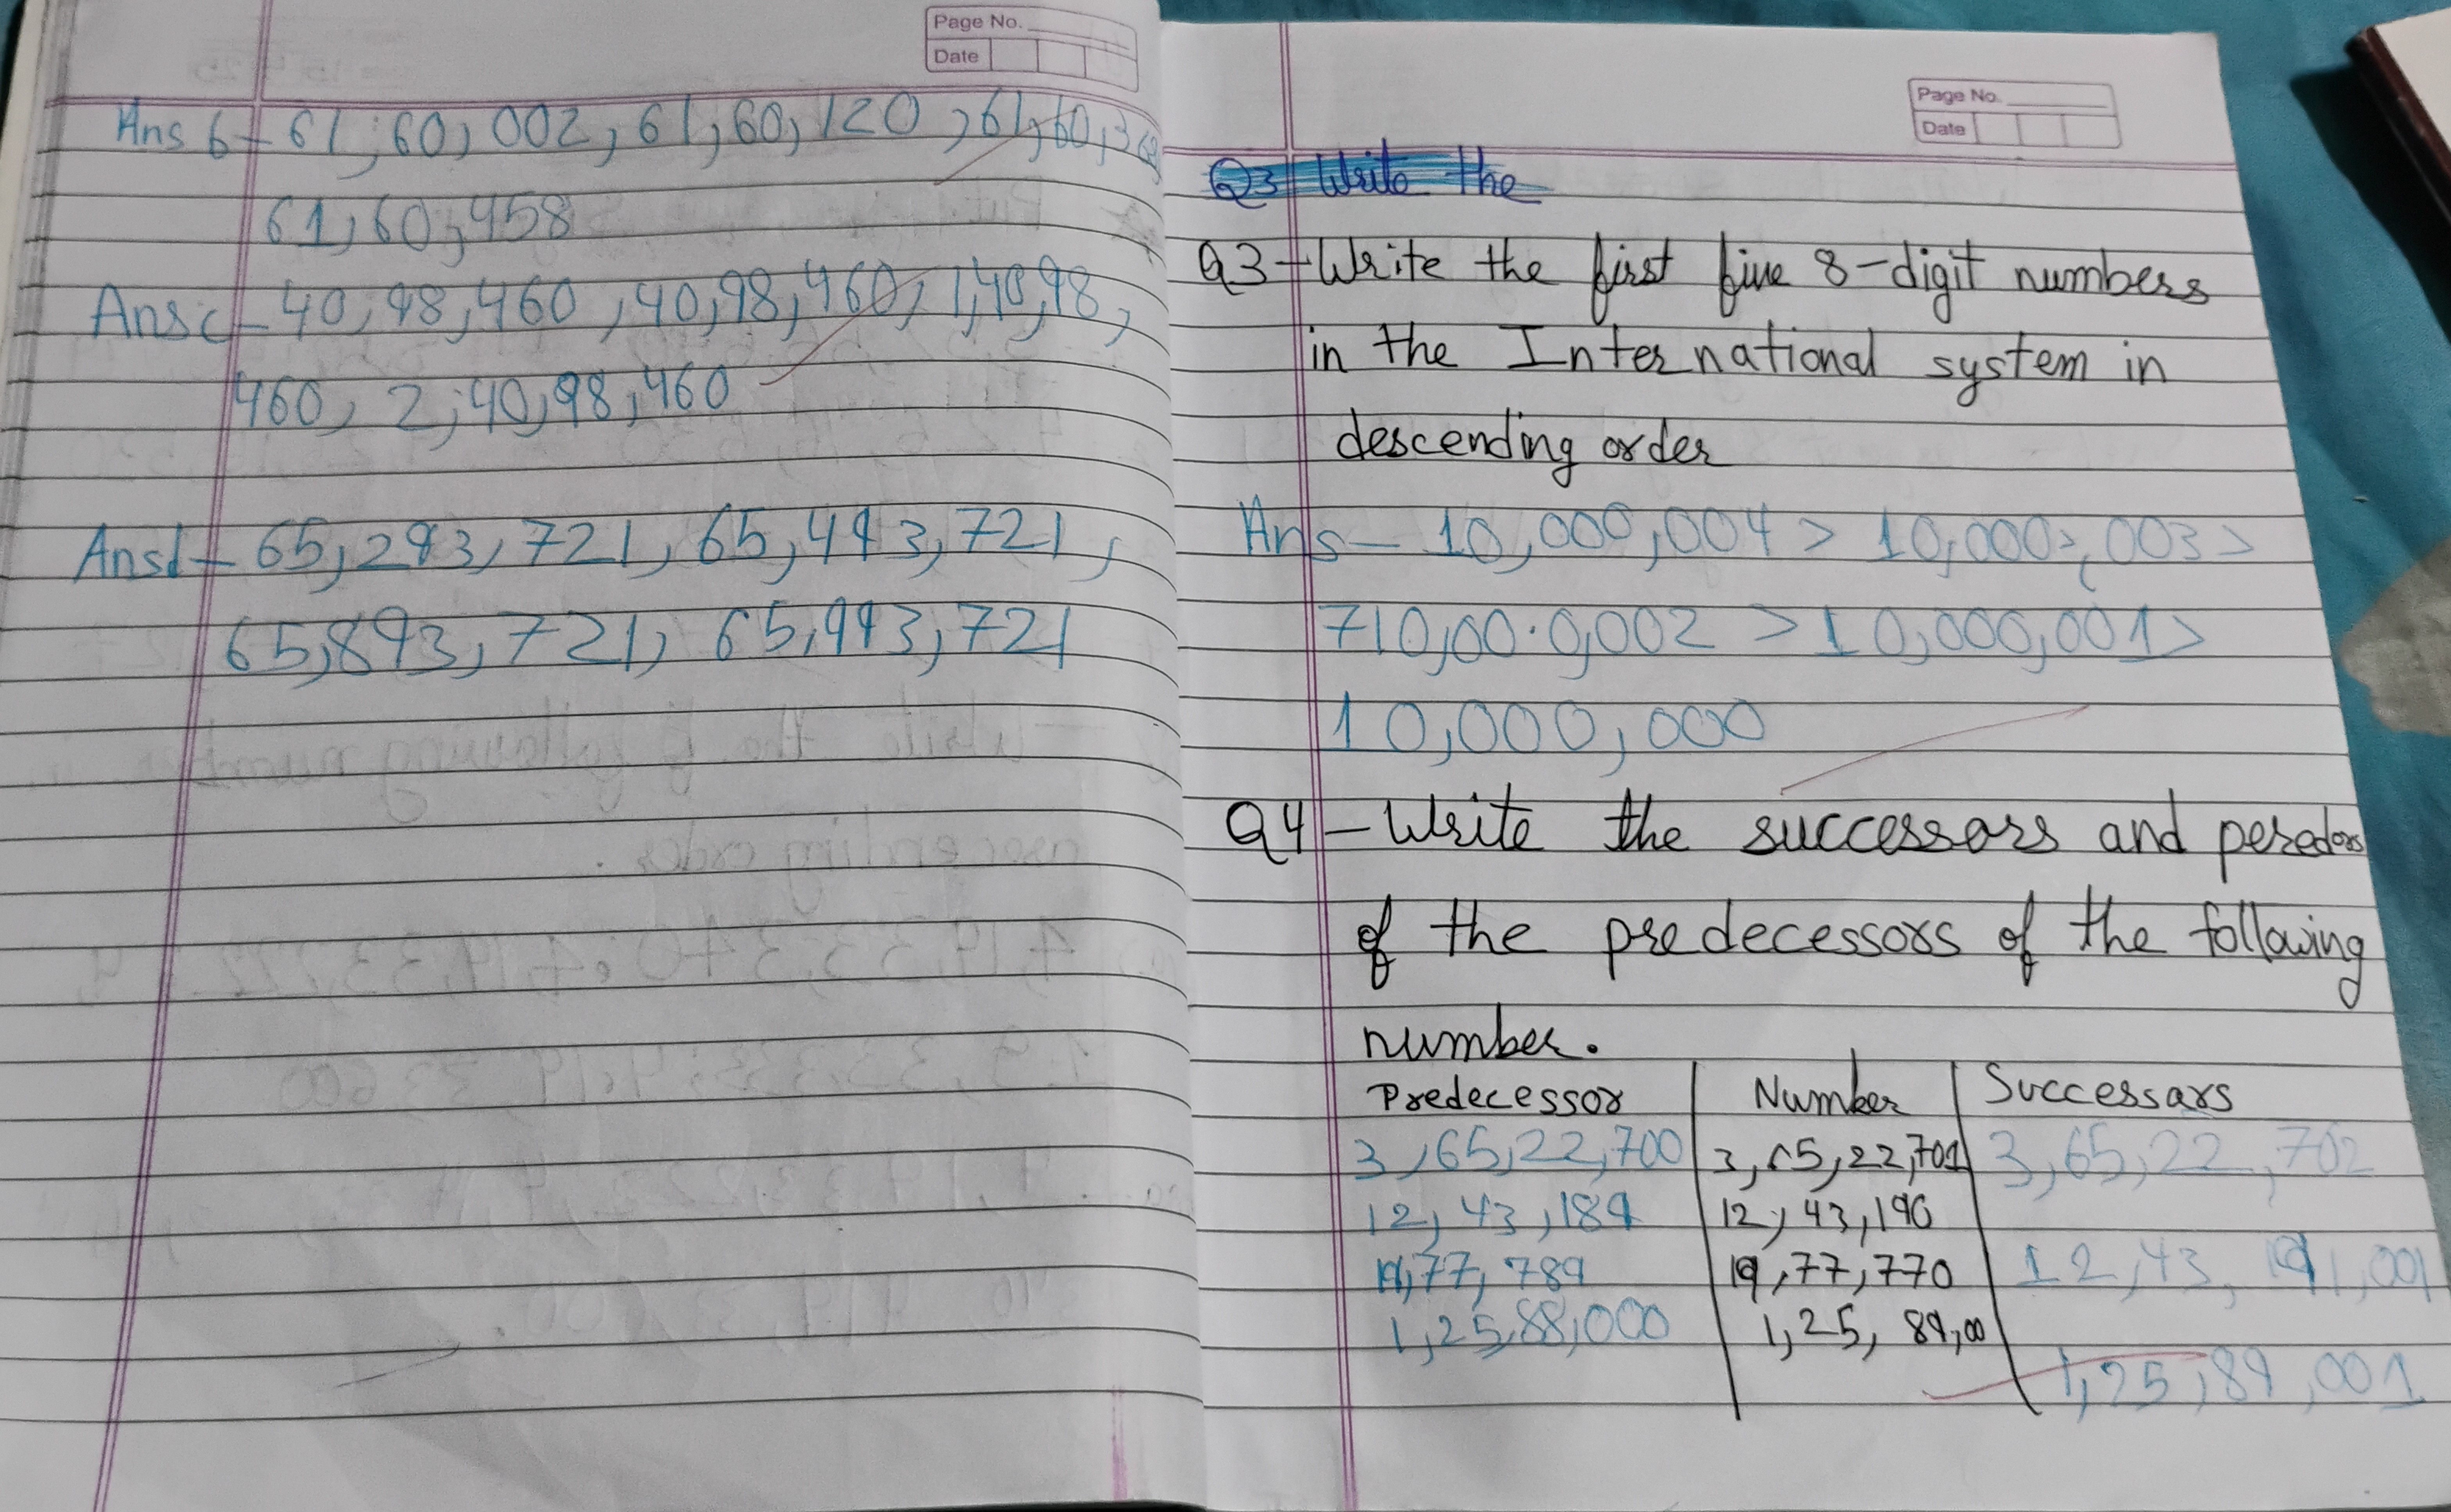 Page No.
Date
Ans 6 - 61,60,002,61,60,120,61,60,368
61,60,458
Ans c - 40,98,460,40,98,460,1,40,98,
460, 2,40,98,460
Ans d - 65,293,721, 65,493,721,
65,893,721, 65,993,721
Page No.
Date
Q3 Write the
Q3 - Write the first five 8-digit numbers
in the International system in
descending order
Ans - 10,000,004 > 10,000,003 >
710,00.0,002 > 10,000,001 >
10,000,000
Q4 - Write the successors and
of the predecessors of the following
number.
Predecessor Number Successars
3,65,22,700 3,65,22,701 3,65,22,702
12,43,189 12,43,190
77,789 19,77,770 12,43,191,001
1,25,88,000 1,25,89,00
1,25,89,001